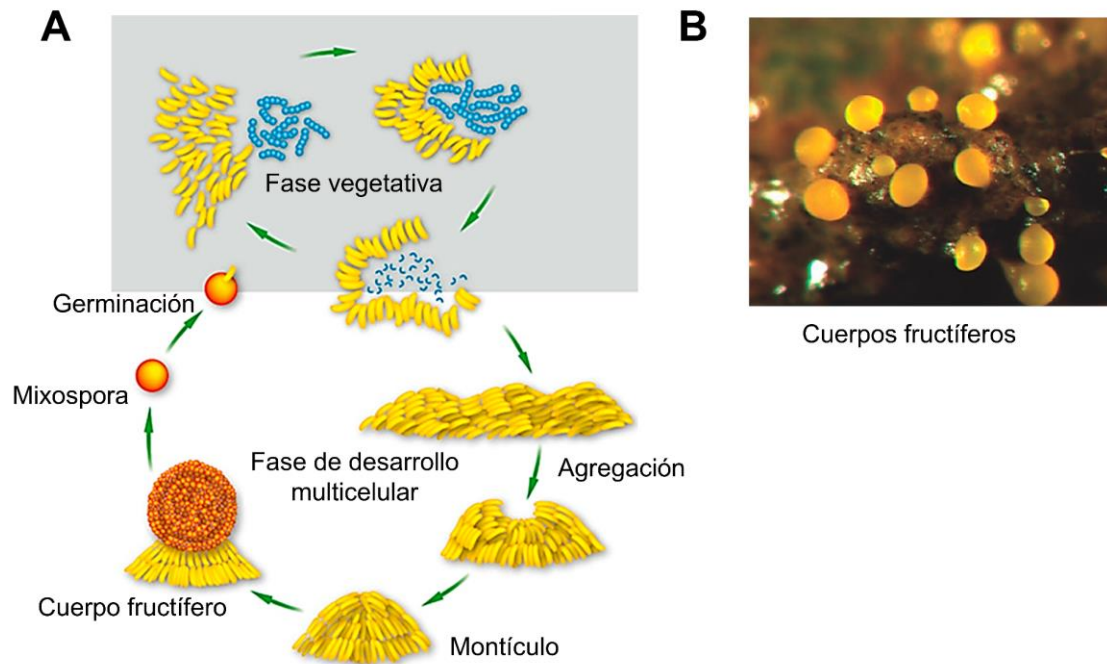 A
B
Fase vegetativa
Germinación
Mixospora
Fase de desarrollo
multicelular
Agregación
Cuerpo fructífero
Montículo
Cuerpos fructíferos